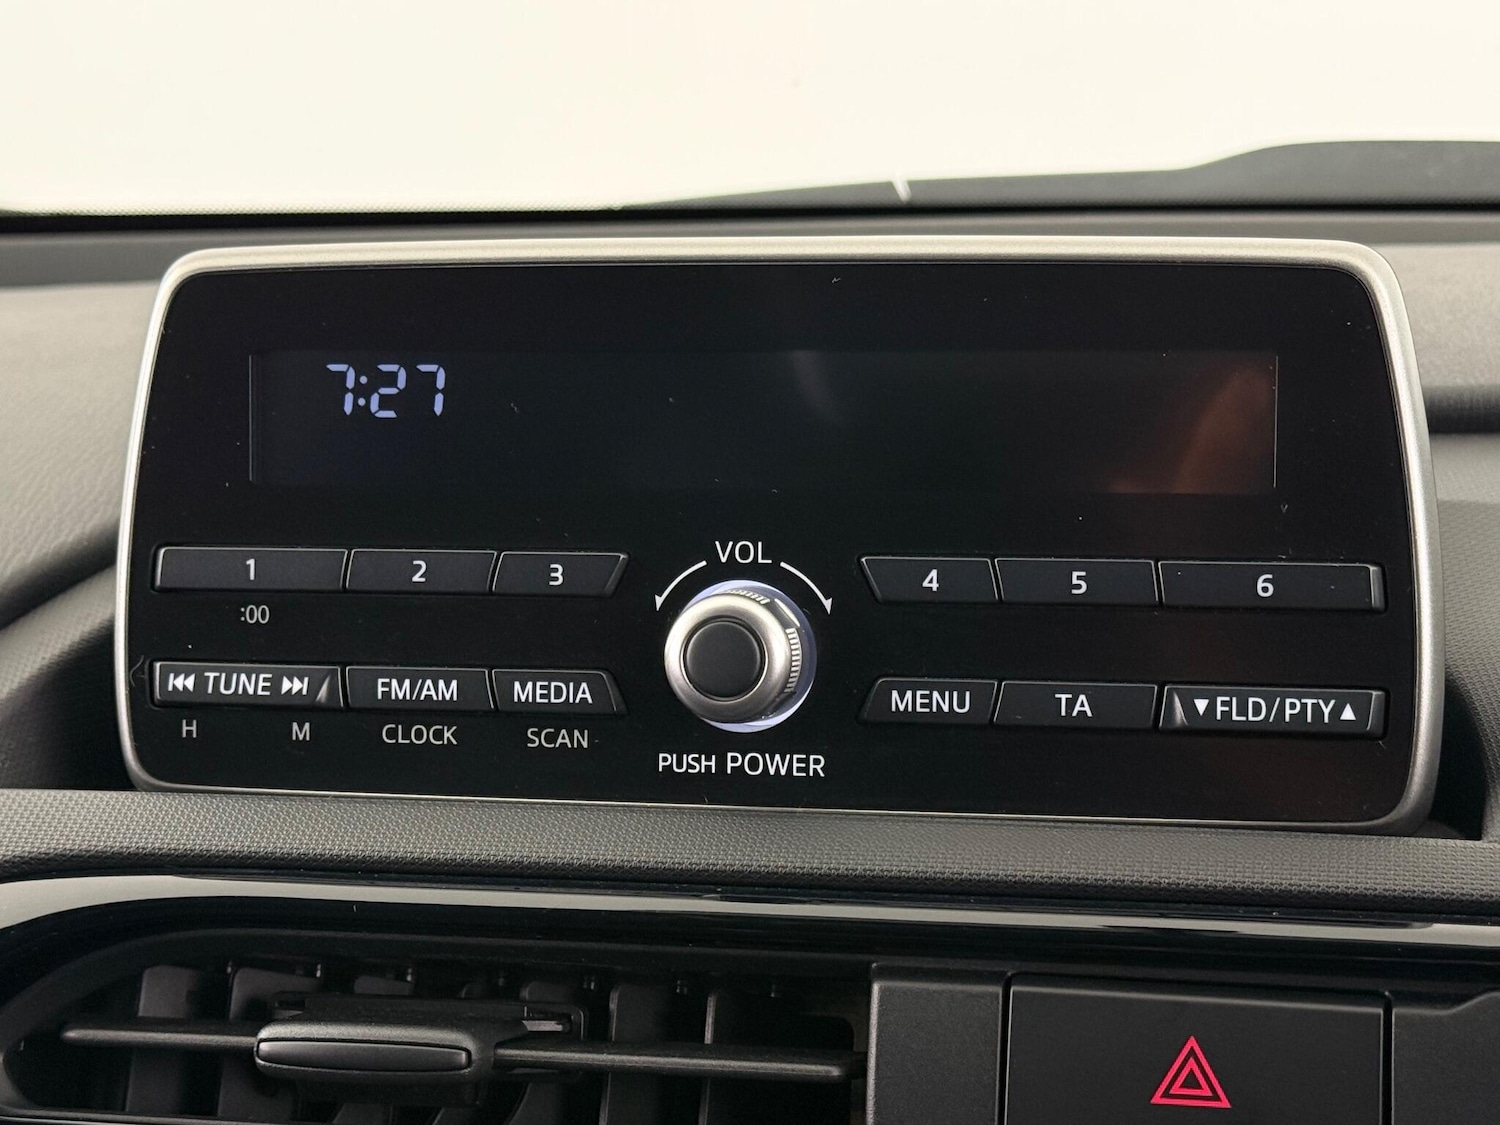 7:27
VOL
1 2 3 4 5 6
:00
TUNE FM/AM MEDIA MENU TA FLD/PTY
H M CLOCK SCAN
PUSH POWER